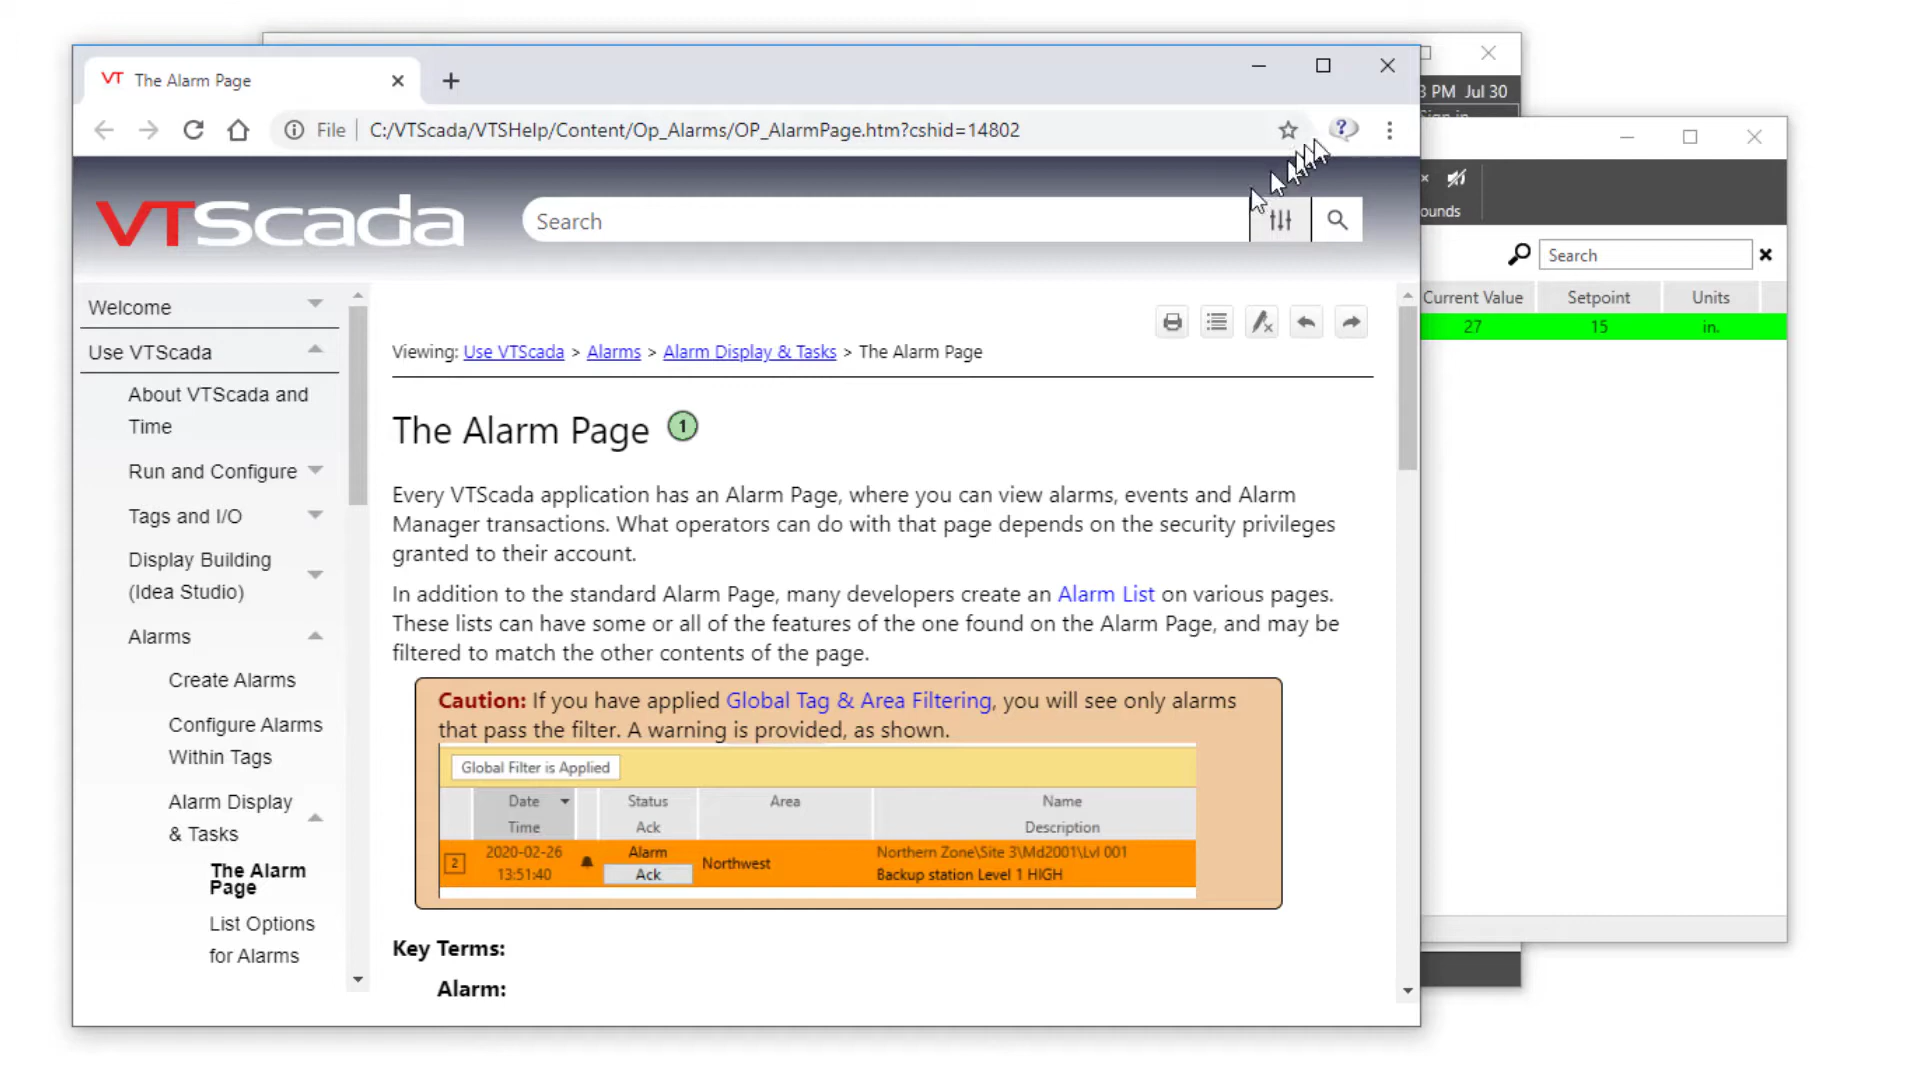 VT The Alarm Page
3 PM Jul 30
File C:/VTScada/VTSHelp/Content/Op_Alarms/OP_AlarmPage.htm?cshid=14802
VTScada
Search
ounds
Search
Current Value Setpoint Units
27 15 in.
Welcome
Use VTScada
About VTScada and
Time
Run and Configure
Tags and I/O
Display Building
(Idea Studio)
Alarms
Create Alarms
Configure Alarms
Within Tags
Alarm Display
& Tasks
The Alarm
Page
List Options
for Alarms
Viewing: Use VTScada > Alarms > Alarm Display & Tasks > The Alarm Page
The Alarm Page 1
Every VTScada application has an Alarm Page, where you can view alarms, events and Alarm
Manager transactions. What operators can do with that page depends on the security privileges
granted to their account.
In addition to the standard Alarm Page, many developers create an Alarm List on various pages.
These lists can have some or all of the features of the one found on the Alarm Page, and may be
filtered to match the other contents of the page.
Caution: If you have applied Global Tag & Area Filtering, you will see only alarms
that pass the filter. A warning is provided, as shown.
Global Filter is Applied
Date Status Area Name
Time Ack Description
2020-02-26 Alarm Northern Zone\Site 3\Md2001\Lvl 001
2 Northwest
13:51:40 Ack Backup station Level 1 HIGH
Key Terms:
Alarm: